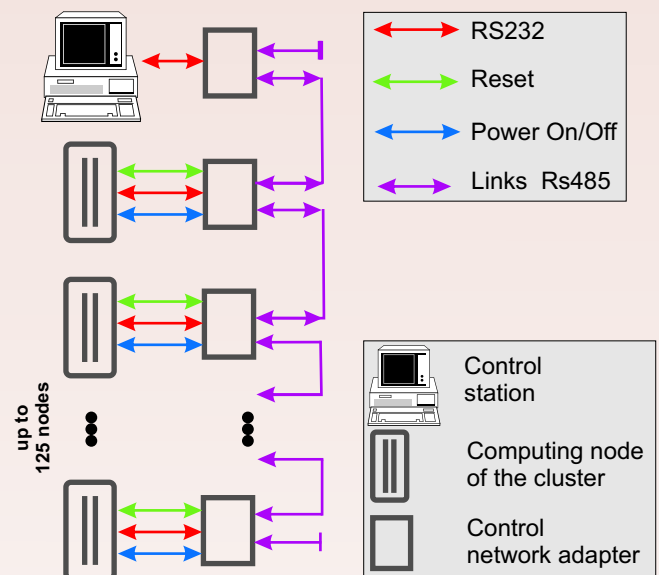 RS232
Reset
Power On/Off
Links Rs485
up to
125 nodes
Control
station
Computing node
of the cluster
Control
network adapter